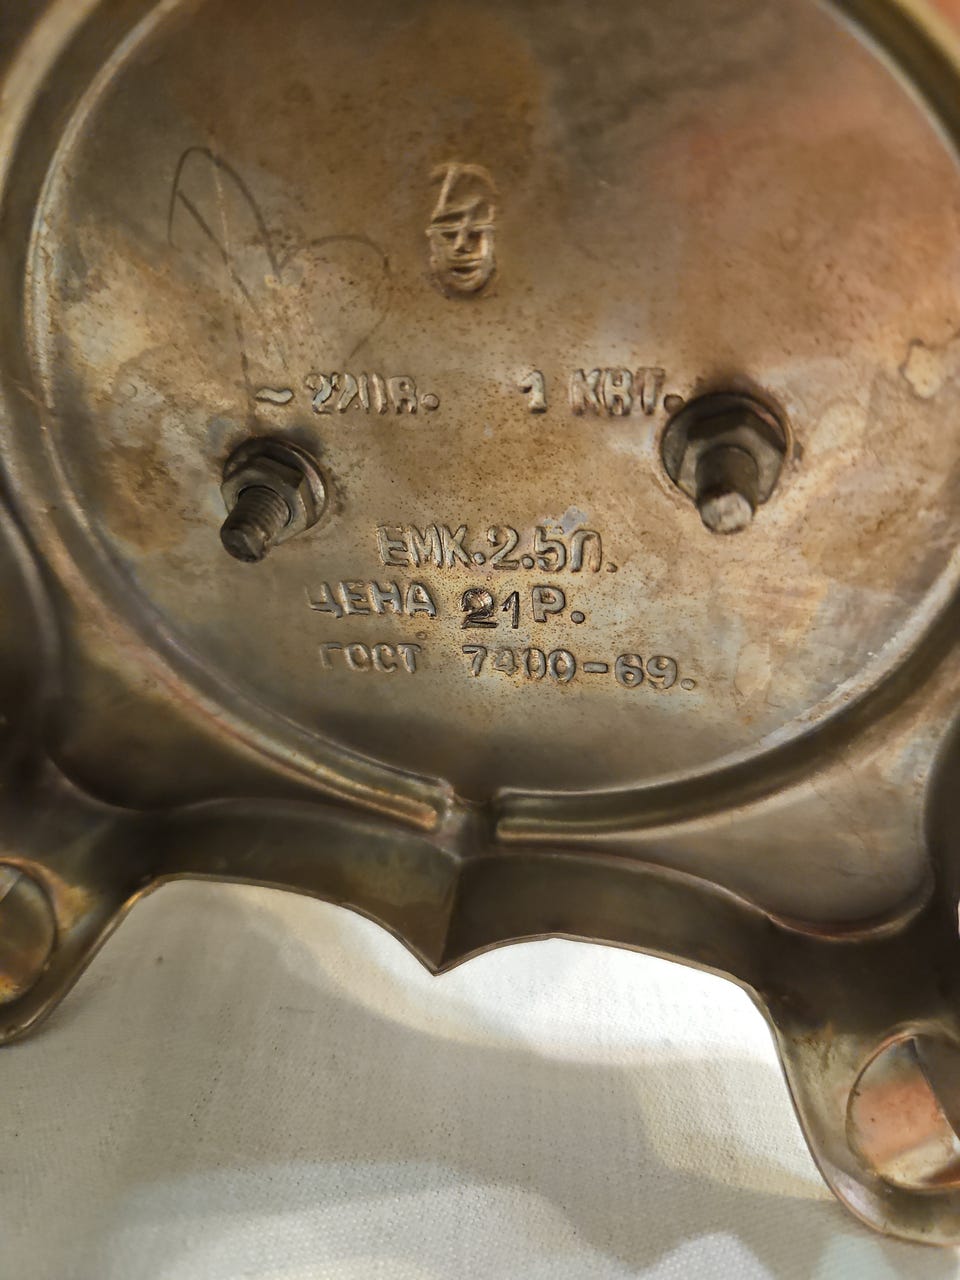 ~ 220В. 1 КВТ.
ЕМК. 2.5Л.
ЦЕНА 21Р.
ГОСТ 7400-69.